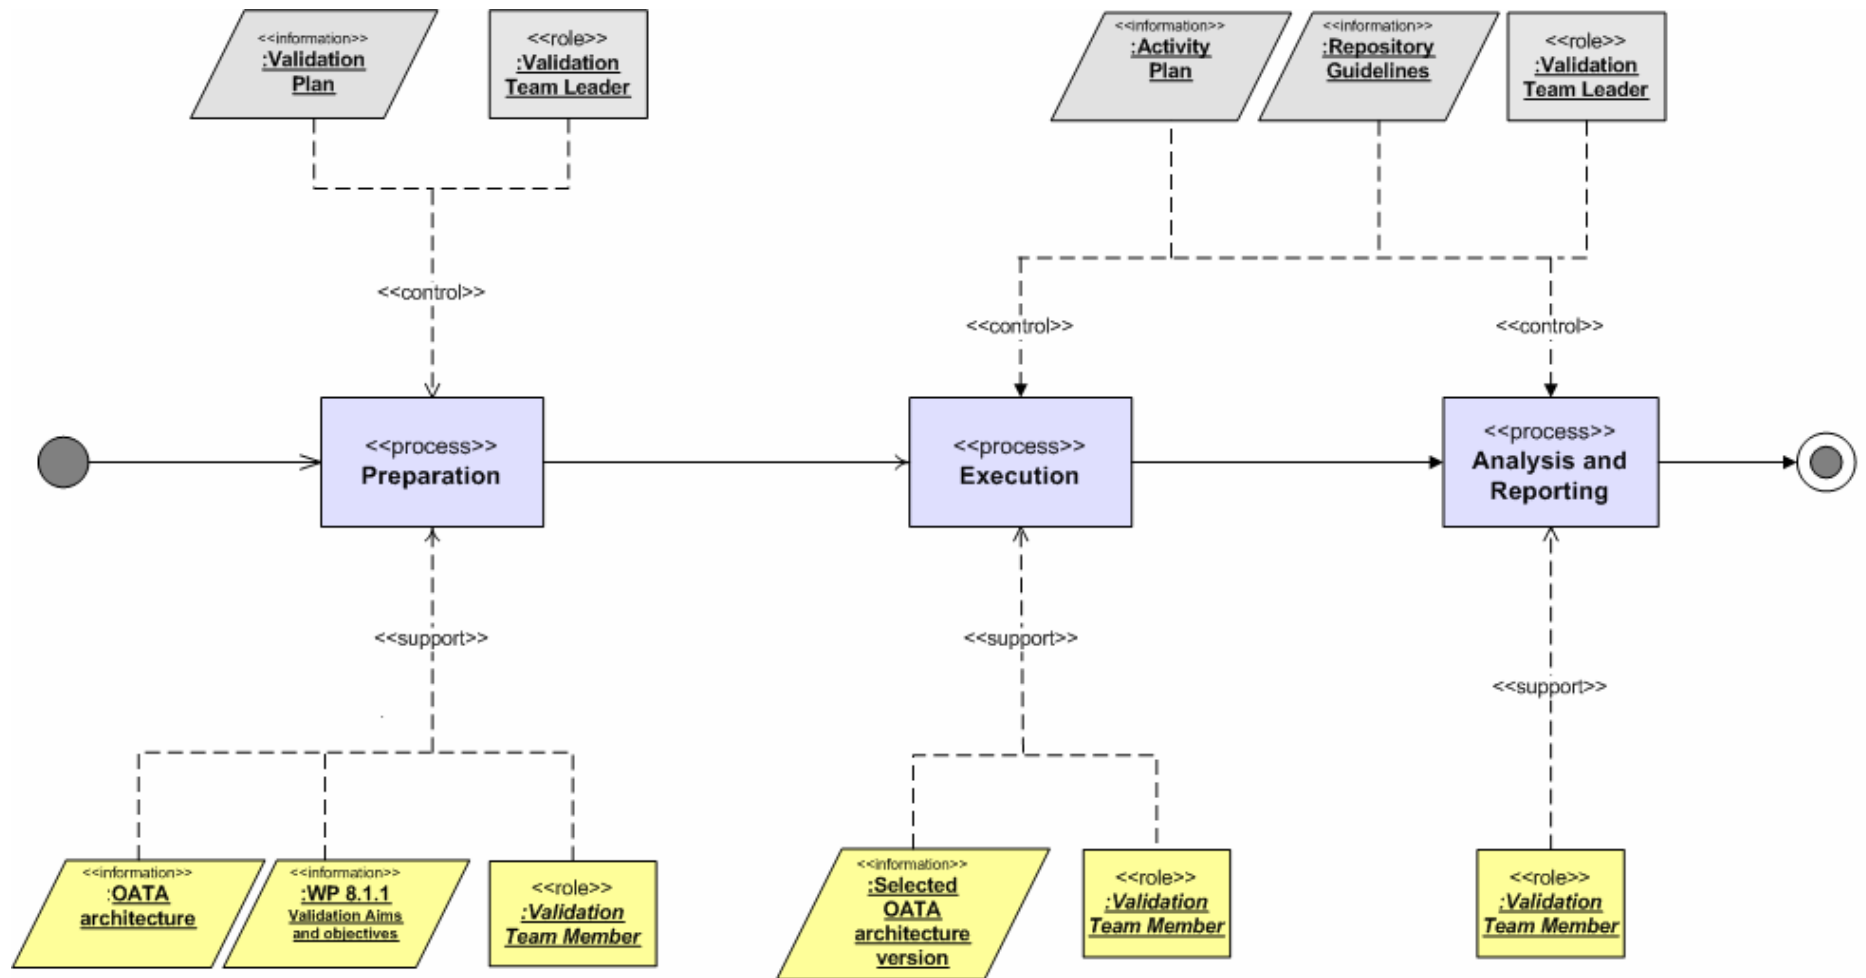 <<information>>
:Validation
Plan
<<role>>
:Validation
Team Leader
<<information>>
:Activity
Plan
<<information>>
:Repository
Guidelines
<<role>>
:Validation
Team Leader
<<control>>
<<control>>
<<control>>
<<process>>
Preparation
<<process>>
Execution
<<process>>
Analysis and
Reporting
<<support>>
<<support>>
<<support>>
<<information>>
:OATA
architecture
<<information>>
:WP 8.1.1
Validation Aims
and objectives
<<role>>
:Validation
Team Member
<<information>>
:Selected
OATA
architecture
version
<<role>>
:Validation
Team Member
<<role>>
:Validation
Team Member